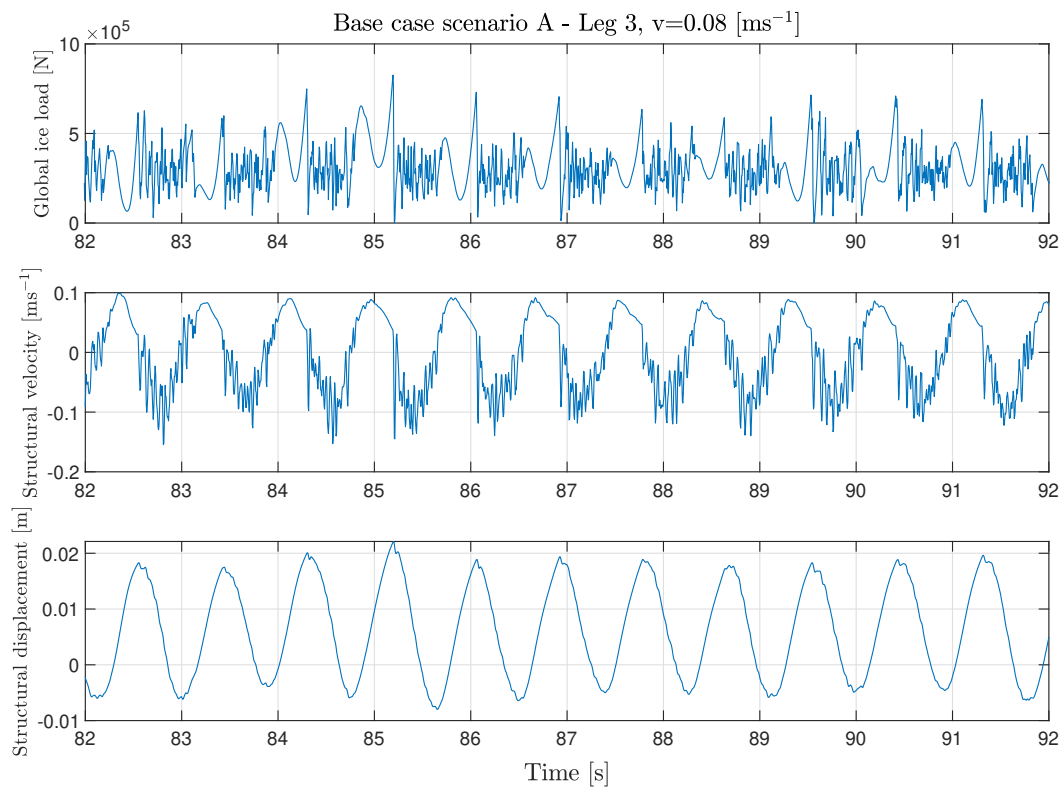 Base case scenario A - Leg 3, v=0.08 [ms⁻¹]
×10⁵
Global ice load [N]
10
5
0
82 83 84 85 86 87 88 89 90 91 92
Structural velocity [ms⁻¹]
0.1
0
-0.1
-0.2
82 83 84 85 86 87 88 89 90 91 92
Structural displacement [m]
0.02
0.01
0
-0.01
82 83 84 85 86 87 88 89 90 91 92
Time [s]